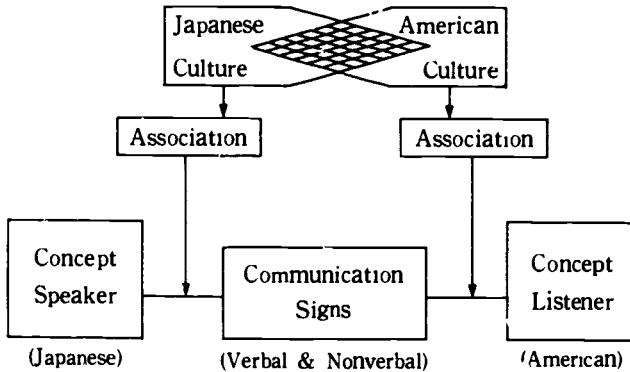 Japanese
Culture
American
Culture
Association
Association
Concept
Speaker
(Japanese)
Communication
Signs
(Verbal & Nonverbal)
Concept
Listener
(American)